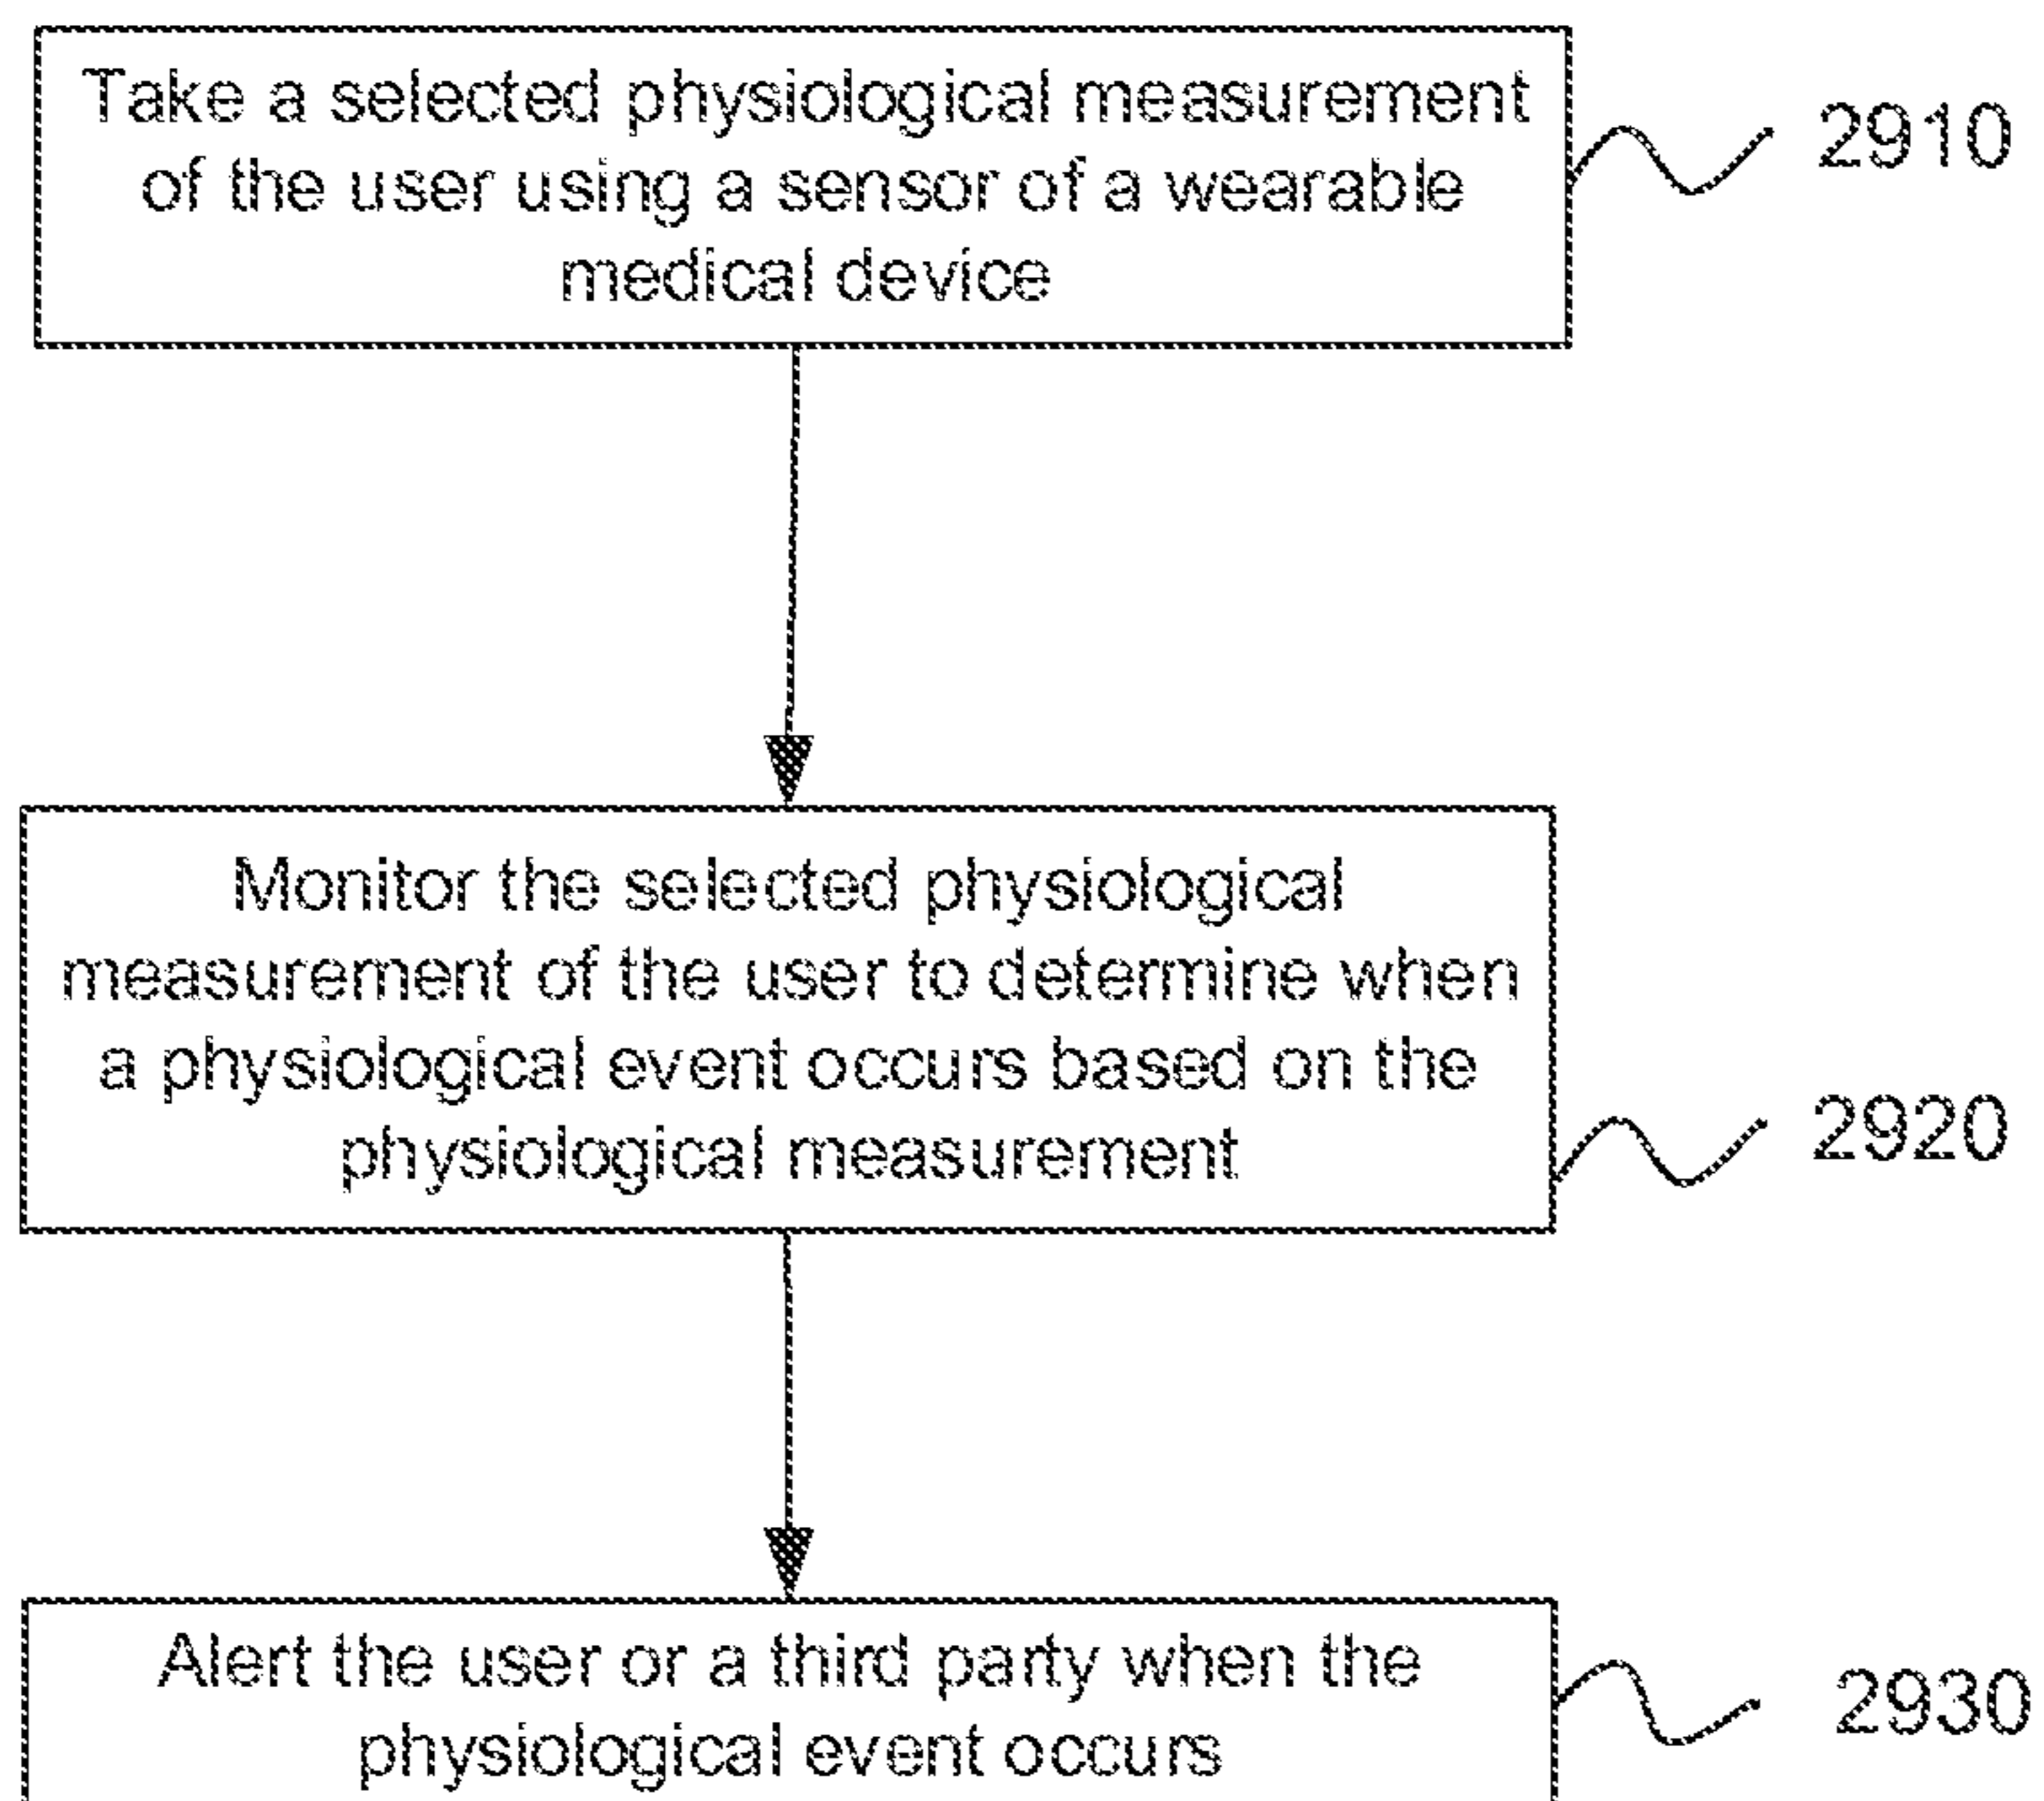 Take a selected physiological measurement
of the user using a sensor of a wearable
medical device
2910
Monitor the selected physiological
measurement of the user to determine when
a physiological event occurs based on the
physiological measurement
2920
Alert the user or a third party when the
physiological event occurs
2930